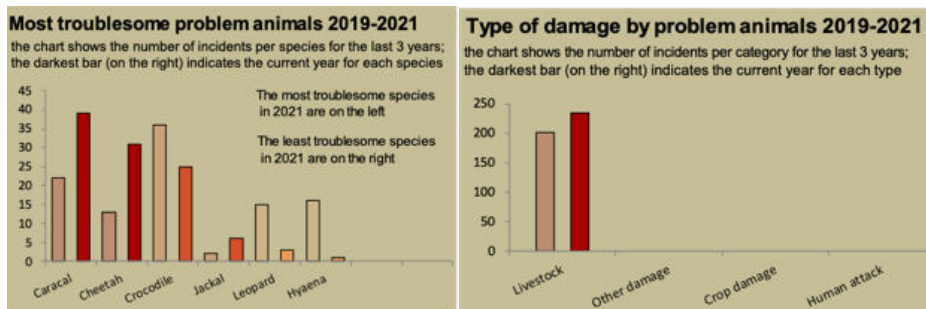 Most troublesome problem animals 2019-2021
the chart shows the number of incidents per species for the last 3 years;
the darkest bar (on the right) indicates the current year for each species
45
40
35
30
25
20
15
10
5
0
The most troublesome species
in 2021 are on the left
The least troublesome species
in 2021 are on the right
Caracal
Cheetah
Crocodile
Jackal
Leopard
Hyaena
Type of damage by problem animals 2019-2021
the chart shows the number of incidents per category for the last 3 years;
the darkest bar (on the right) indicates the current year for each type
250
200
150
100
50
0
Livestock
Other damage
Crop damage
Human attack